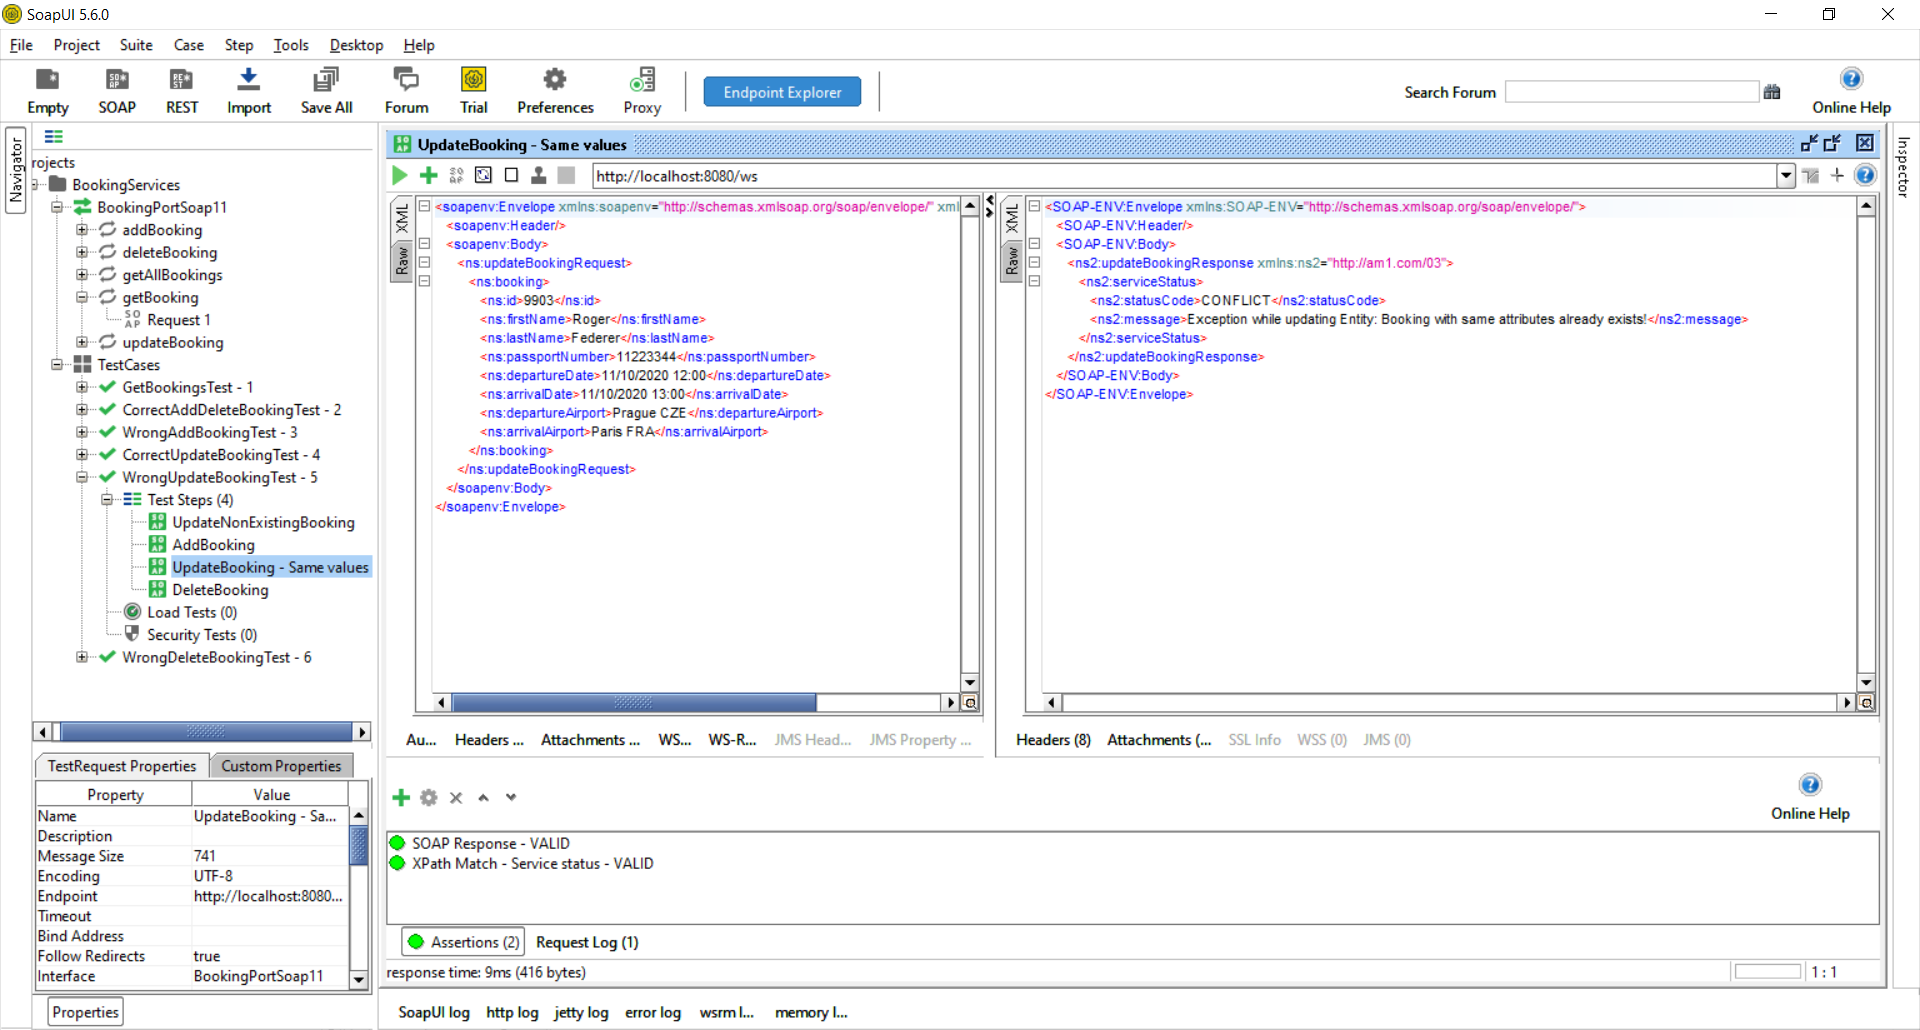 SoapUI 5.6.0
File Project Suite Case Step Tools Desktop Help
Empty SOAP REST Import Save All Forum Trial Preferences Proxy Endpoint Explorer Search Forum Online Help
Navigator
rojects
BookingServices
BookingPortSoap11
addBooking
deleteBooking
getAllBookings
getBooking
Request 1
updateBooking
TestCases
GetBookingsTest - 1
CorrectAddDeleteBookingTest - 2
WrongAddBookingTest - 3
CorrectUpdateBookingTest - 4
WrongUpdateBookingTest - 5
Test Steps (4)
UpdateNonExistingBooking
AddBooking
UpdateBooking - Same values
DeleteBooking
Load Tests (0)
Security Tests (0)
WrongDeleteBookingTest - 6
TestRequest Properties Custom Properties
Property Value
Name UpdateBooking - Sa...
Description
Message Size 741
Encoding UTF-8
Endpoint http://localhost:8080...
Timeout
Bind Address
Follow Redirects true
Interface BookingPortSoap11
Properties
UpdateBooking - Same values
http://localhost:8080/ws
XML
Raw
<soapenv:Envelope xmlns:soapenv="http://schemas.xmlsoap.org/soap/envelope/" xml
<soapenv:Header/>
<soapenv:Body>
<ns:updateBookingRequest>
<ns:booking>
<ns:id>9903</ns:id>
<ns:firstName>Roger</ns:firstName>
<ns:lastName>Federer</ns:lastName>
<ns:passportNumber>11223344</ns:passportNumber>
<ns:departureDate>11/10/2020 12:00</ns:departureDate>
<ns:arrivalDate>11/10/2020 13:00</ns:arrivalDate>
<ns:departureAirport>Prague CZE</ns:departureAirport>
<ns:arrivalAirport>Paris FRA</ns:arrivalAirport>
</ns:booking>
</ns:updateBookingRequest>
</soapenv:Body>
</soapenv:Envelope>
Au... Headers ... Attachments ... WS... WS-R... JMS Head... JMS Property ...
XML
Raw
<SOAP-ENV:Envelope xmlns:SOAP-ENV="http://schemas.xmlsoap.org/soap/envelope/">
<SOAP-ENV:Header/>
<SOAP-ENV:Body>
<ns2:updateBookingResponse xmlns:ns2="http://am1.com/03">
<ns2:serviceStatus>
<ns2:statusCode>CONFLICT</ns2:statusCode>
<ns2:message>Exception while updating Entity: Booking with same attributes already exists!</ns2:message>
</ns2:serviceStatus>
</ns2:updateBookingResponse>
</SOAP-ENV:Body>
</SOAP-ENV:Envelope>
Headers (8) Attachments (... SSL Info WSS (0) JMS (0)
Online Help
SOAP Response - VALID
XPath Match - Service status - VALID
Assertions (2) Request Log (1)
response time: 9ms (416 bytes)
1 : 1
SoapUI log http log jetty log error log wsrm l... memory l...
Inspector